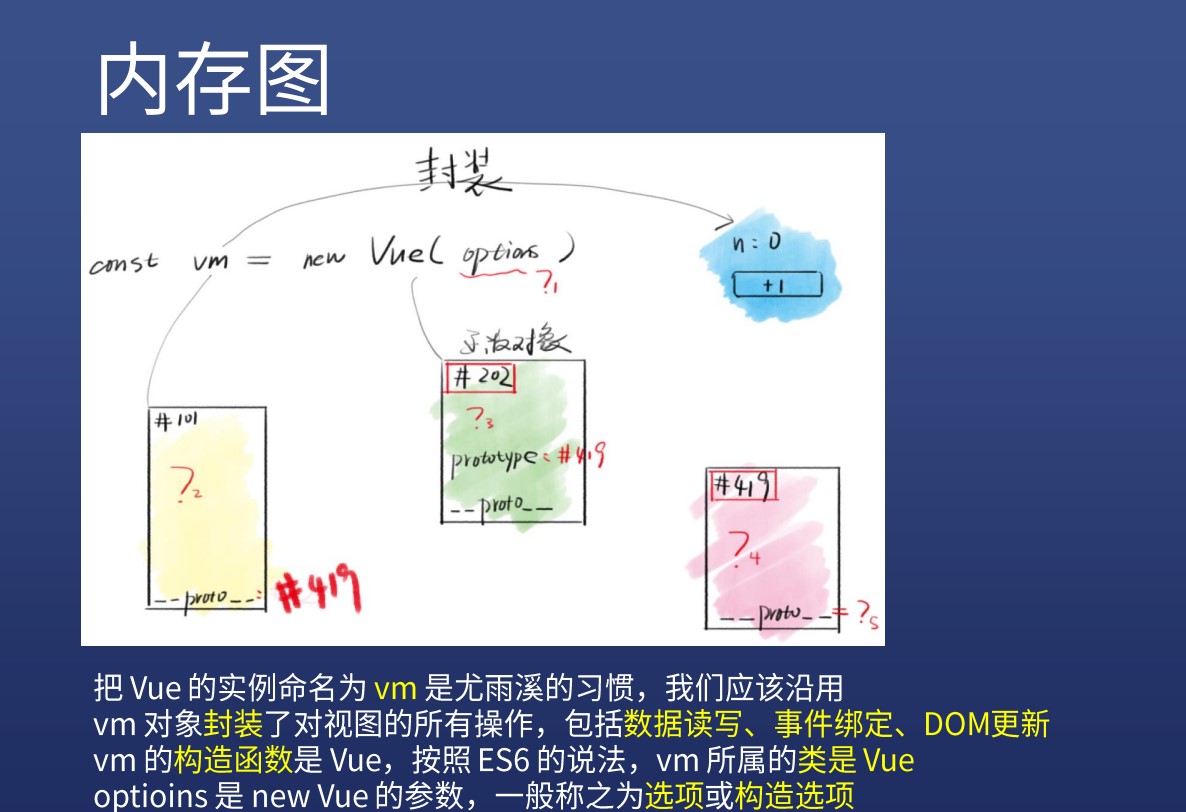 内存图
封装
const vm = new Vue( options )
?1
n : 0
+1
函数对象
#202
?3
prototype : #419
__proto__
#101
?2
__proto__ : #419
#419
?4
__proto__ = ?5
把 Vue 的实例命名为 vm 是尤雨溪的习惯，我们应该沿用
vm 对象封装了对视图的所有操作，包括数据读写、事件绑定、DOM更新
vm 的构造函数是 Vue，按照 ES6 的说法，vm 所属的类是 Vue
optioins 是 new Vue 的参数，一般称之为选项或构造选项